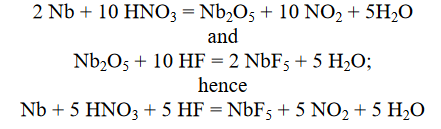 2 Nb + 10 HNO₃ = Nb₂O₅ + 10 NO₂ + 5H₂O
and
Nb₂O₅ + 10 HF = 2 NbF₅ + 5 H₂O;
hence
Nb + 5 HNO₃ + 5 HF = NbF₅ + 5 NO₂ + 5 H₂O